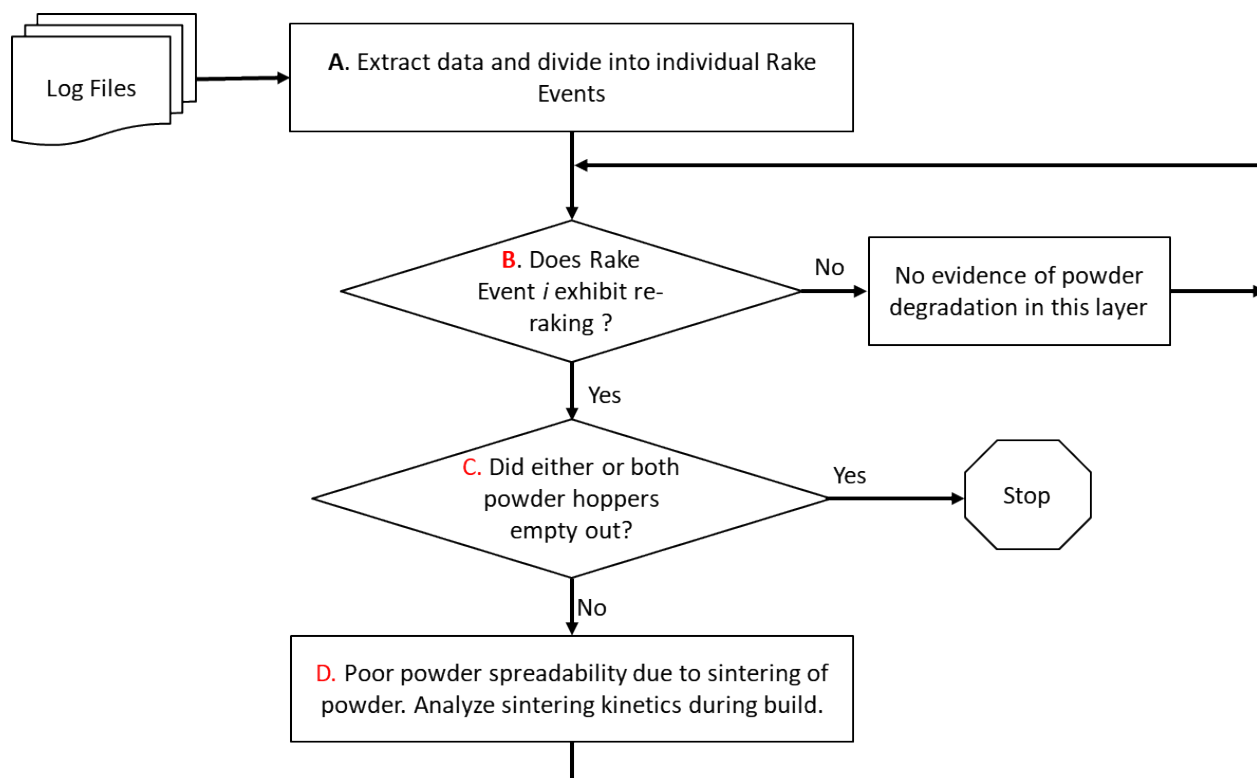 Log Files
A. Extract data and divide into individual Rake
Events
B. Does Rake
Event i exhibit re-
raking ?
No
No evidence of powder
degradation in this layer
Yes
C. Did either or both
powder hoppers
empty out?
Yes
Stop
No
D. Poor powder spreadability due to sintering of
powder. Analyze sintering kinetics during build.